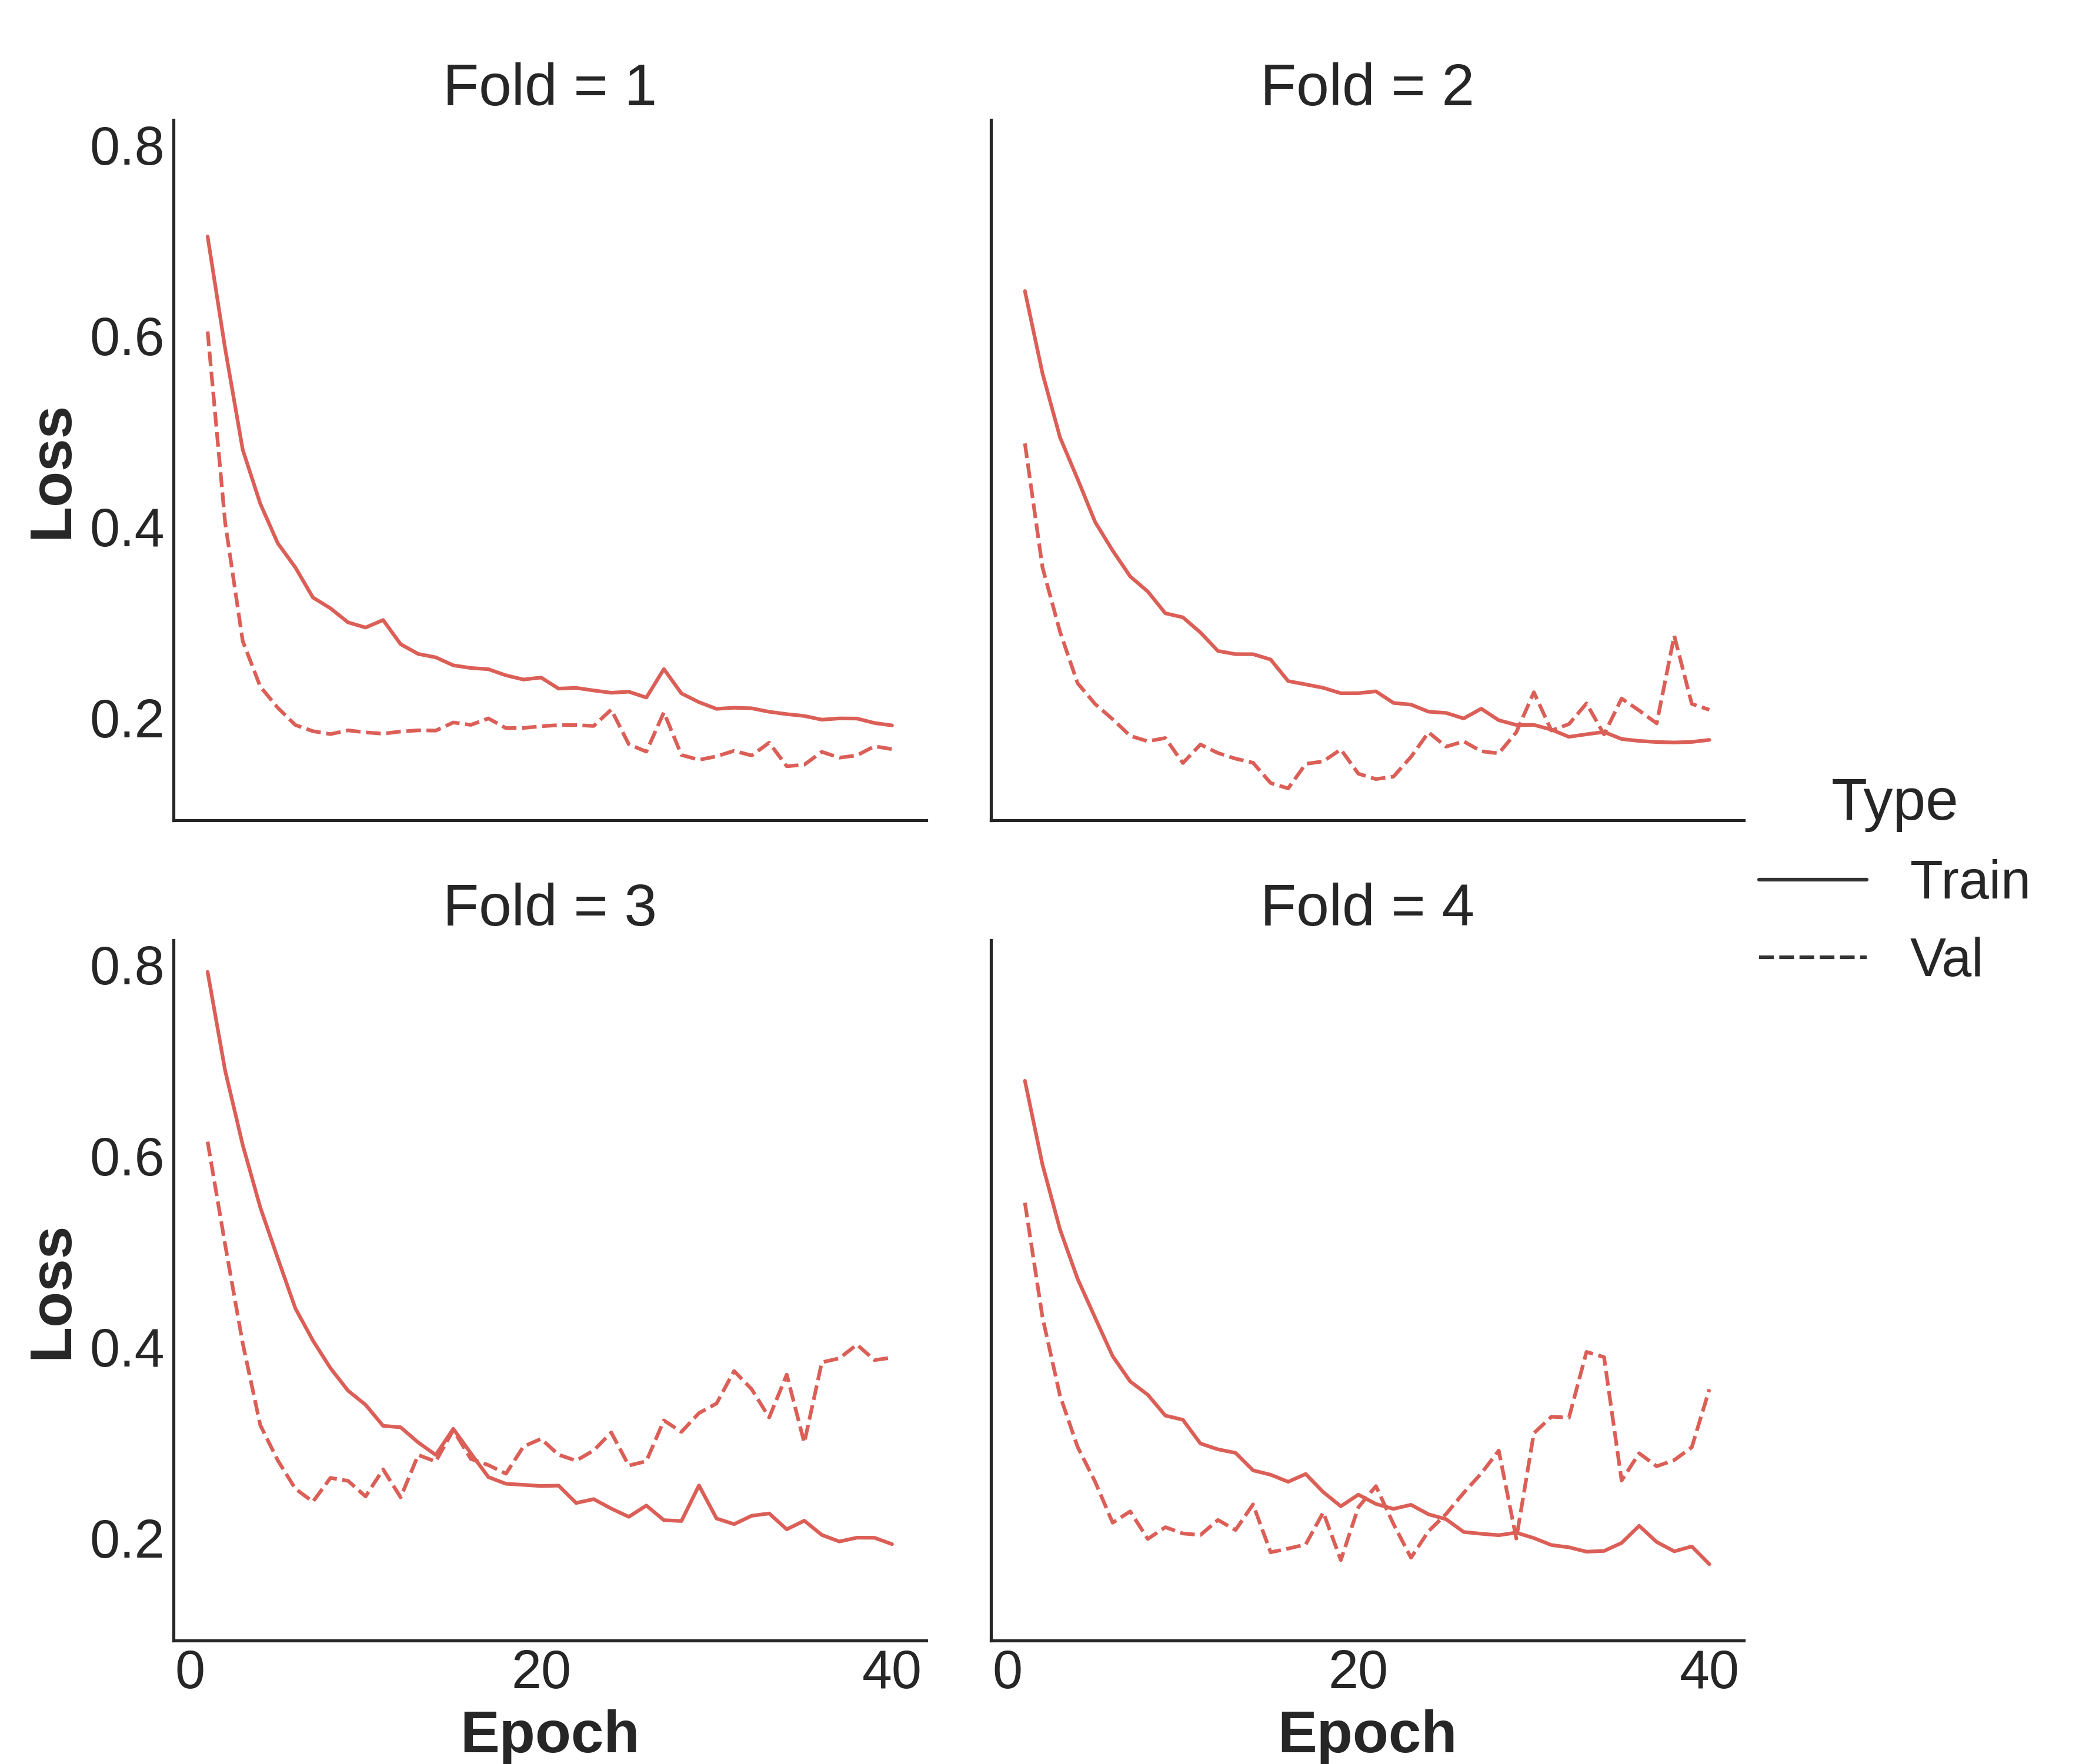 Fold = 1
Fold = 2
0.8
0.6
0.4
0.2
Loss
Type
Train
Val
Fold = 3
Fold = 4
0.8
0.6
0.4
0.2
Loss
0 20 40
0 20 40
Epoch
Epoch